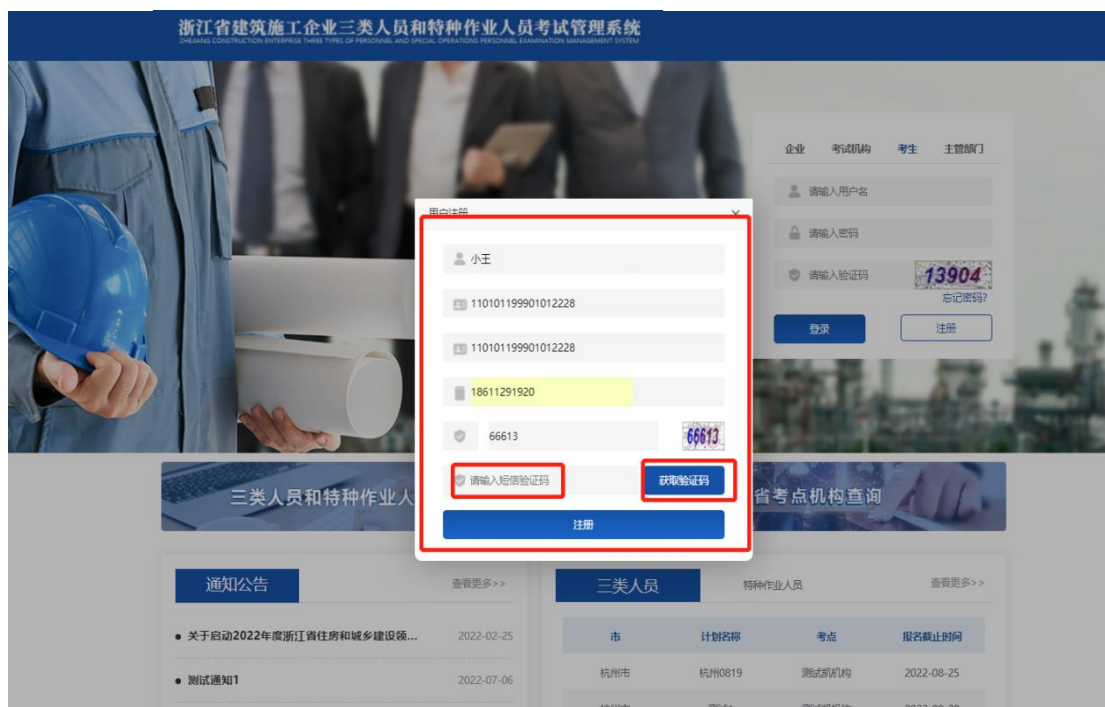 浙江省建筑施工企业三类人员和特种作业人员考试管理系统
ZHEJIANG CONSTRUCTION ENTERPRISE THREE TYPES OF PERSONNEL AND SPECIAL OPERATIONS PERSONNEL EXAMINATION MANAGEMENT SYSTEM
企业 考试机构 考生 主管部门
请输入用户名
请输入密码
请输入验证码 13904
忘记密码?
登录 注册
用户注册 ×
小王
110101199901012228
110101199901012228
18611291920
66613 66613
请输入短信验证码 获取验证码
注册
三类人员和特种作业人
省考点机构查询
通知公告 查看更多>>
关于启动2022年度浙江省住房和城乡建设领... 2022-02-25
测试通知1 2022-07-06
三类人员 特种作业人员 查看更多>>
市 计划名称 考点 报名截止时间
杭州市 杭州0819 测试凯机构 2022-08-25